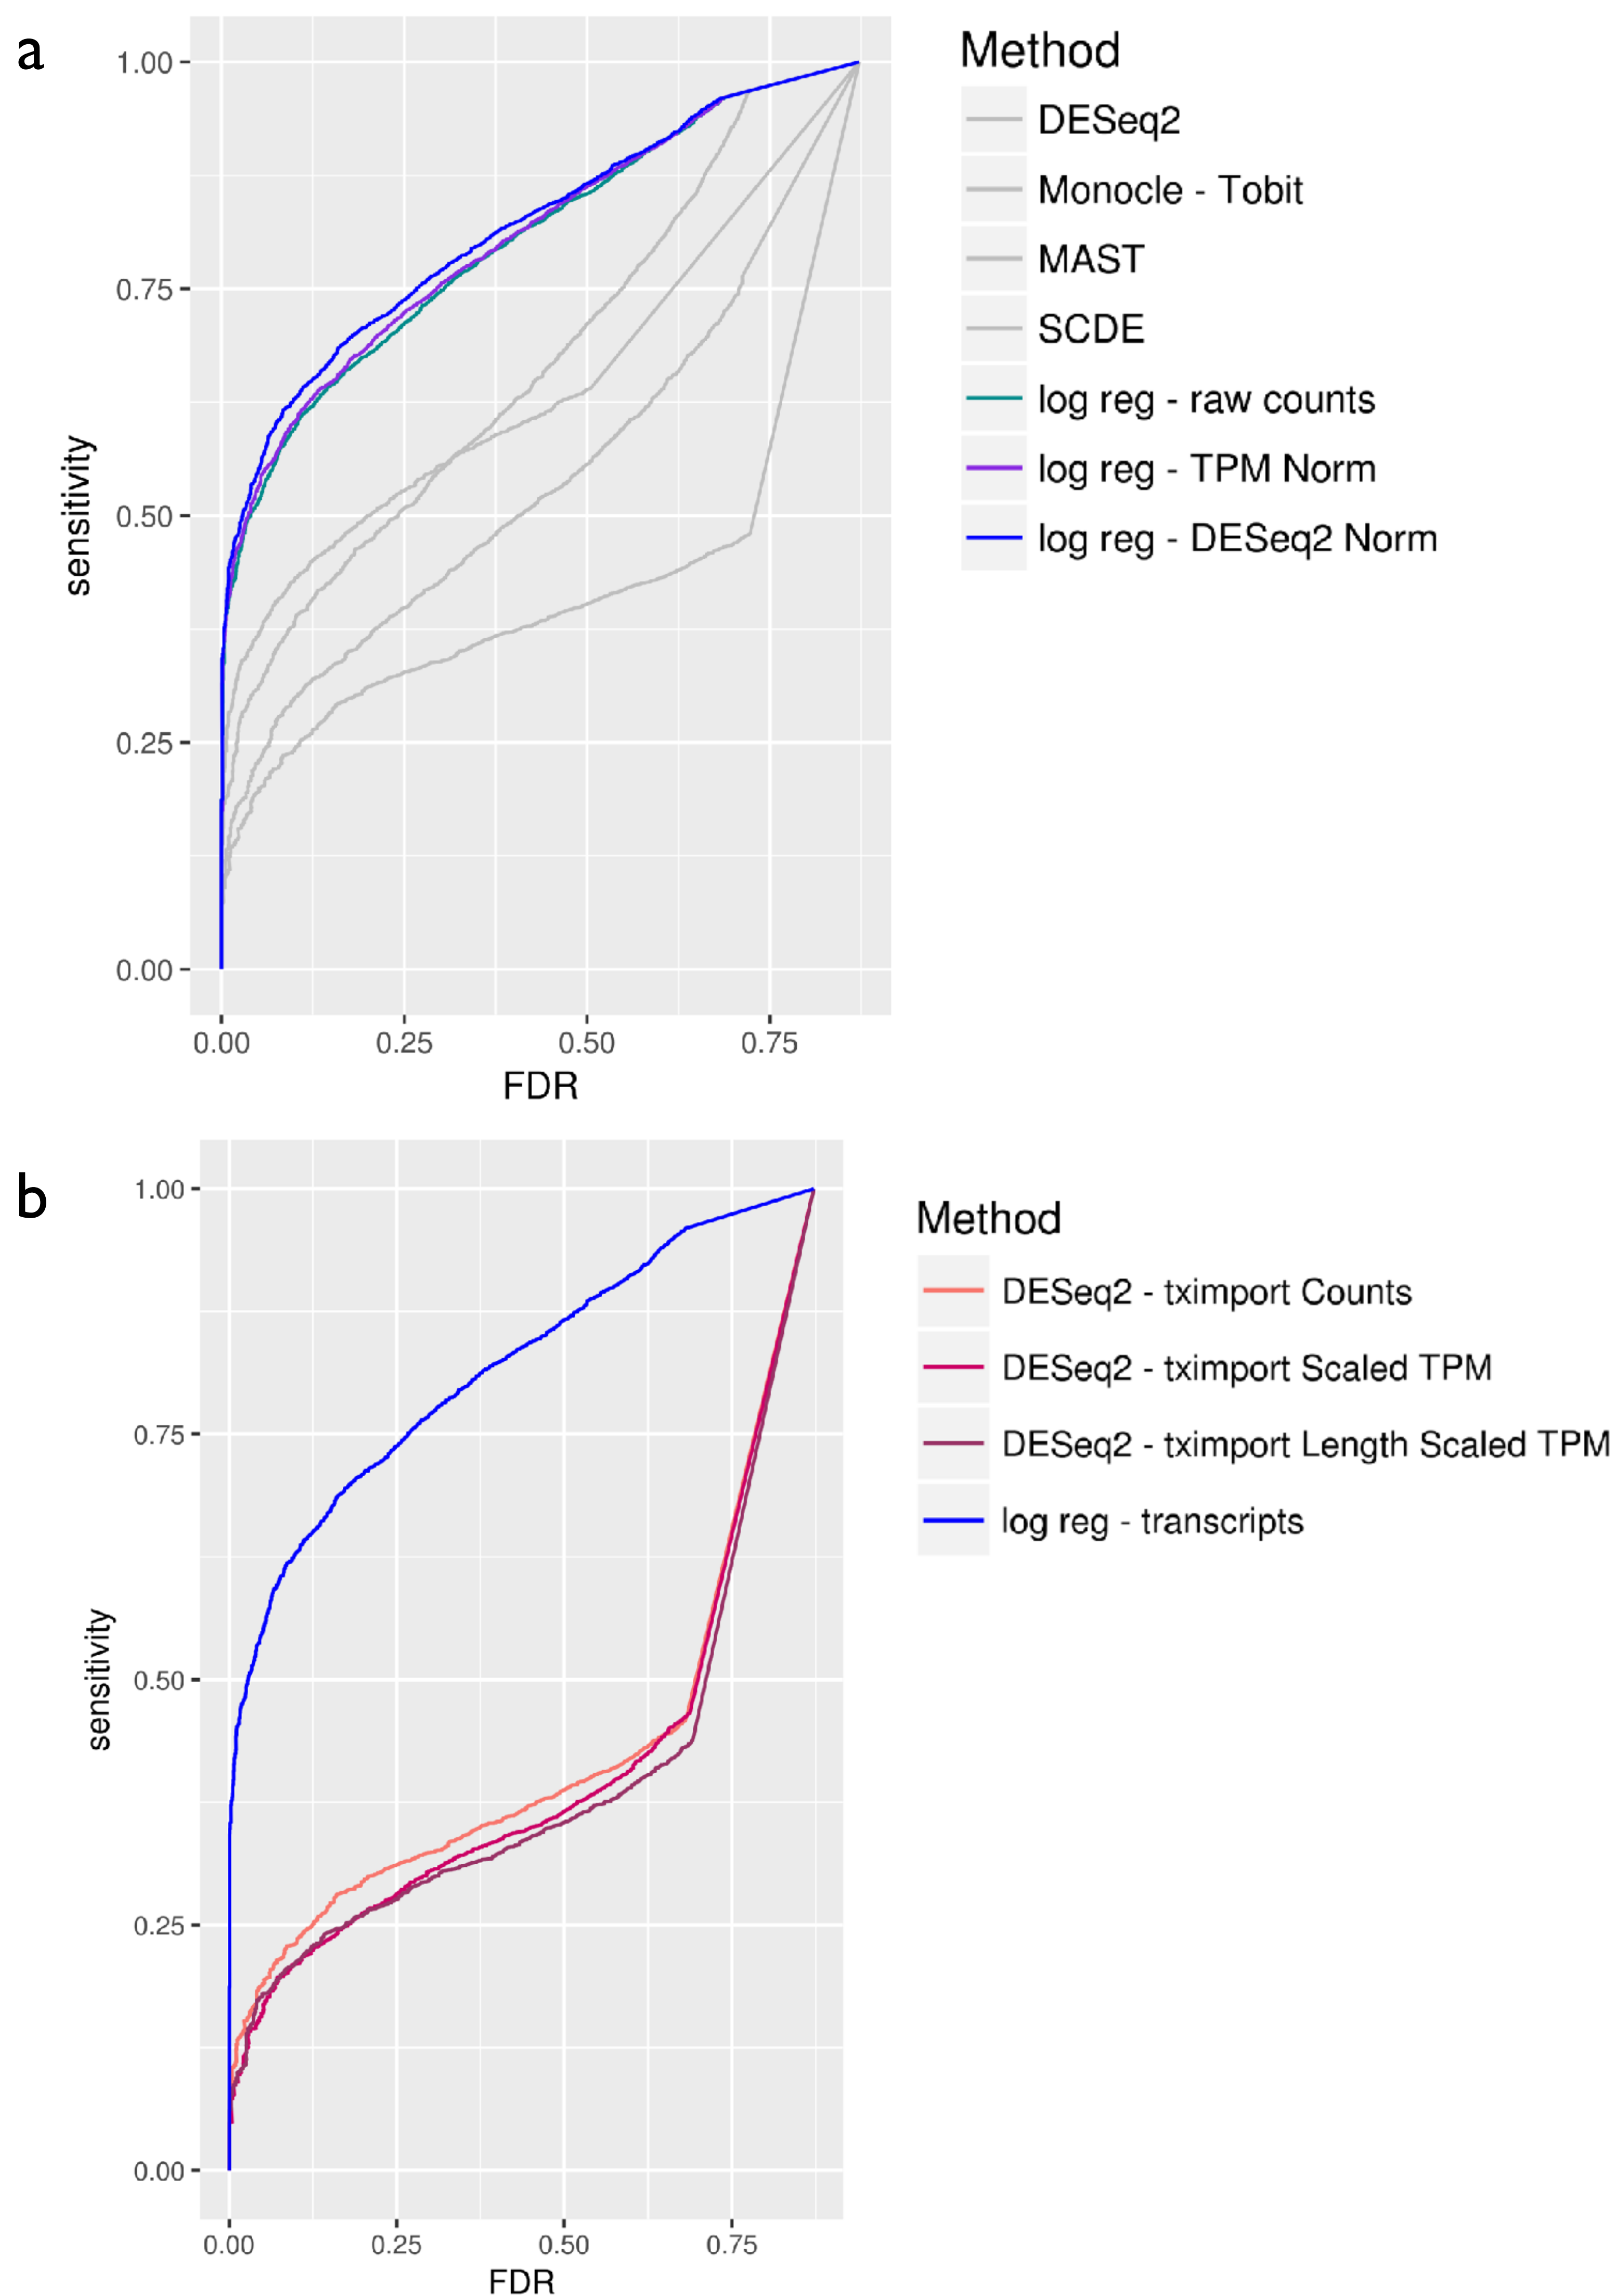 a
Method
DESeq2
Monocle - Tobit
MAST
SCDE
log reg - raw counts
log reg - TPM Norm
log reg - DESeq2 Norm
1.00
0.75
0.50
0.25
0.00
sensitivity
0.00 0.25 0.50 0.75
FDR
b
Method
DESeq2 - tximport Counts
DESeq2 - tximport Scaled TPM
DESeq2 - tximport Length Scaled TPM
log reg - transcripts
1.00
0.75
0.50
0.25
0.00
sensitivity
0.00 0.25 0.50 0.75
FDR